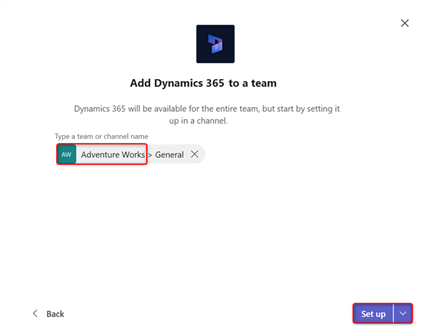 Add Dynamics 365 to a team
Dynamics 365 will be available for the entire team, but start by setting it
up in a channel.
Type a team or channel name
AW Adventure Works > General
Back
Set up